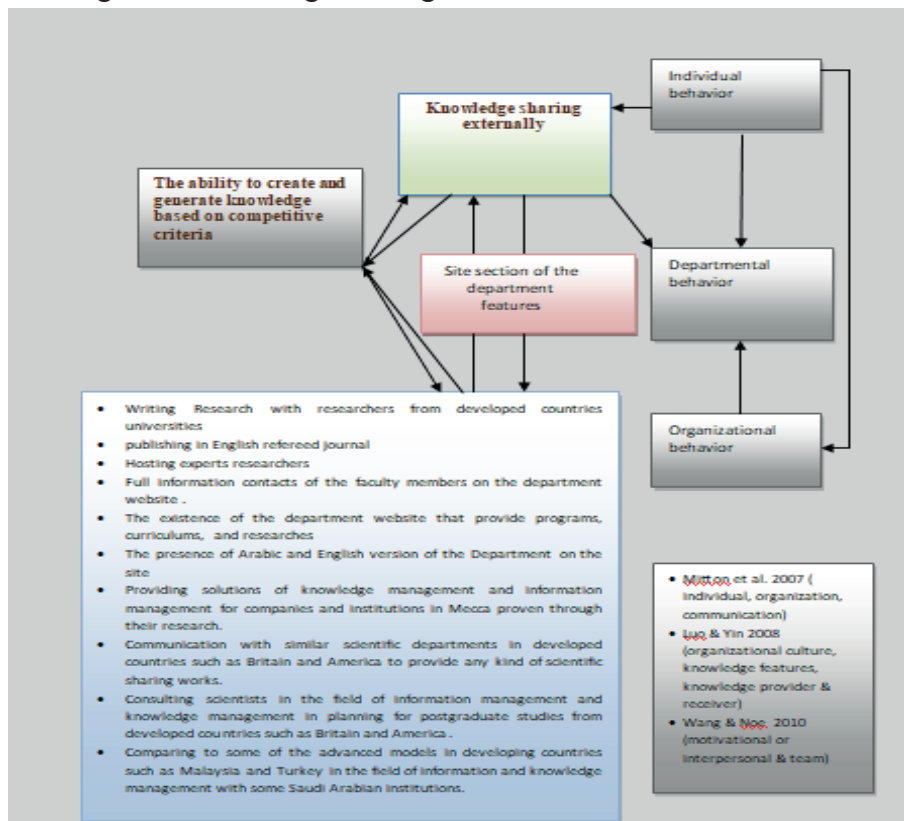 Individual
behavior
Knowledge sharing
externally
The ability to create and
generate knowledge
based on competitive
criteria
Site section of the
department
features
Departmental
behavior
Organizational
behavior
• Writing Research with researchers from developed countries
universities
• publishing in English refereed journal
• Hosting experts researchers
• Full information contacts of the faculty members on the department
website .
• The existence of the department website that provide programs,
curriculums, and researches
• The presence of Arabic and English version of the Department on the
site
• Providing solutions of knowledge management and information
management for companies and institutions in Mecca proven through
their research.
• Communication with similar scientific departments in developed
countries such as Britain and America to provide any kind of scientific
sharing works.
• Consulting scientists in the field of information management and
knowledge management in planning for postgraduate studies from
developed countries such as Britain and America .
• Comparing to some of the advanced models in developing countries
such as Malaysia and Turkey in the field of information and knowledge
management with some Saudi Arabian institutions.
• Mitton et al. 2007 (
individual, organization,
communication)
• Luo & Yin 2008
(organizational culture,
knowledge features,
knowledge provider &
receiver)
• Wang & Noe. 2010
(motivational or
interpersonal & team)